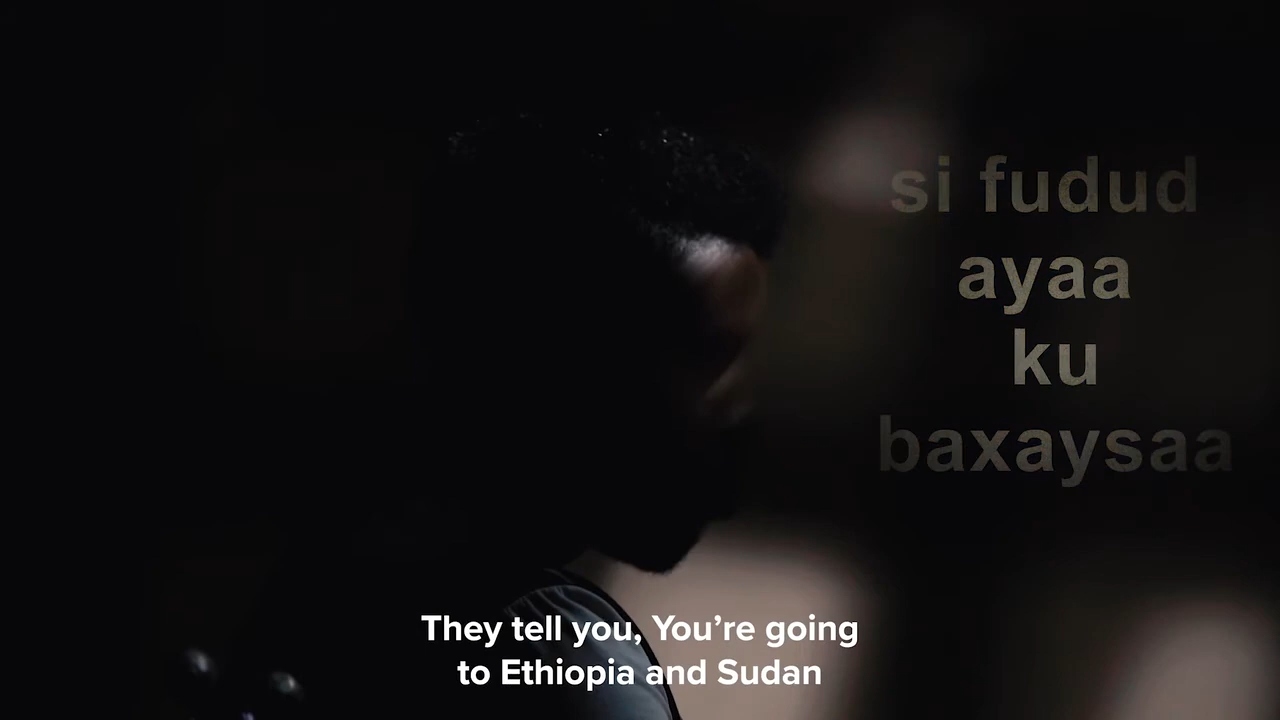 si fudud
ayaa
ku
baxaysaa
They tell you, You're going
to Ethiopia and Sudan